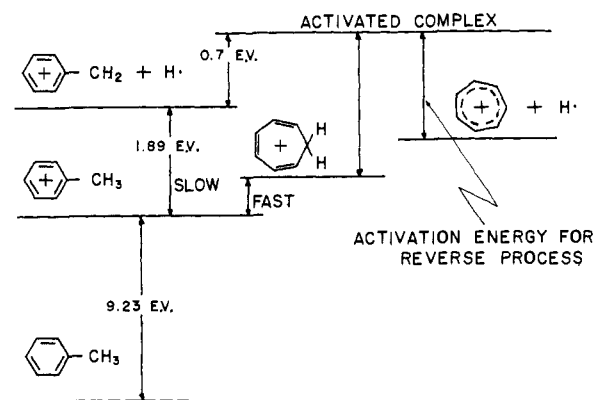 ACTIVATED COMPLEX
0.7 E.V.
CH2 + H·
+
+ + H·
1.89 E.V.
H
+
H
CH3
+
SLOW
FAST
ACTIVATION ENERGY FOR
REVERSE PROCESS
9.23 E.V.
CH3